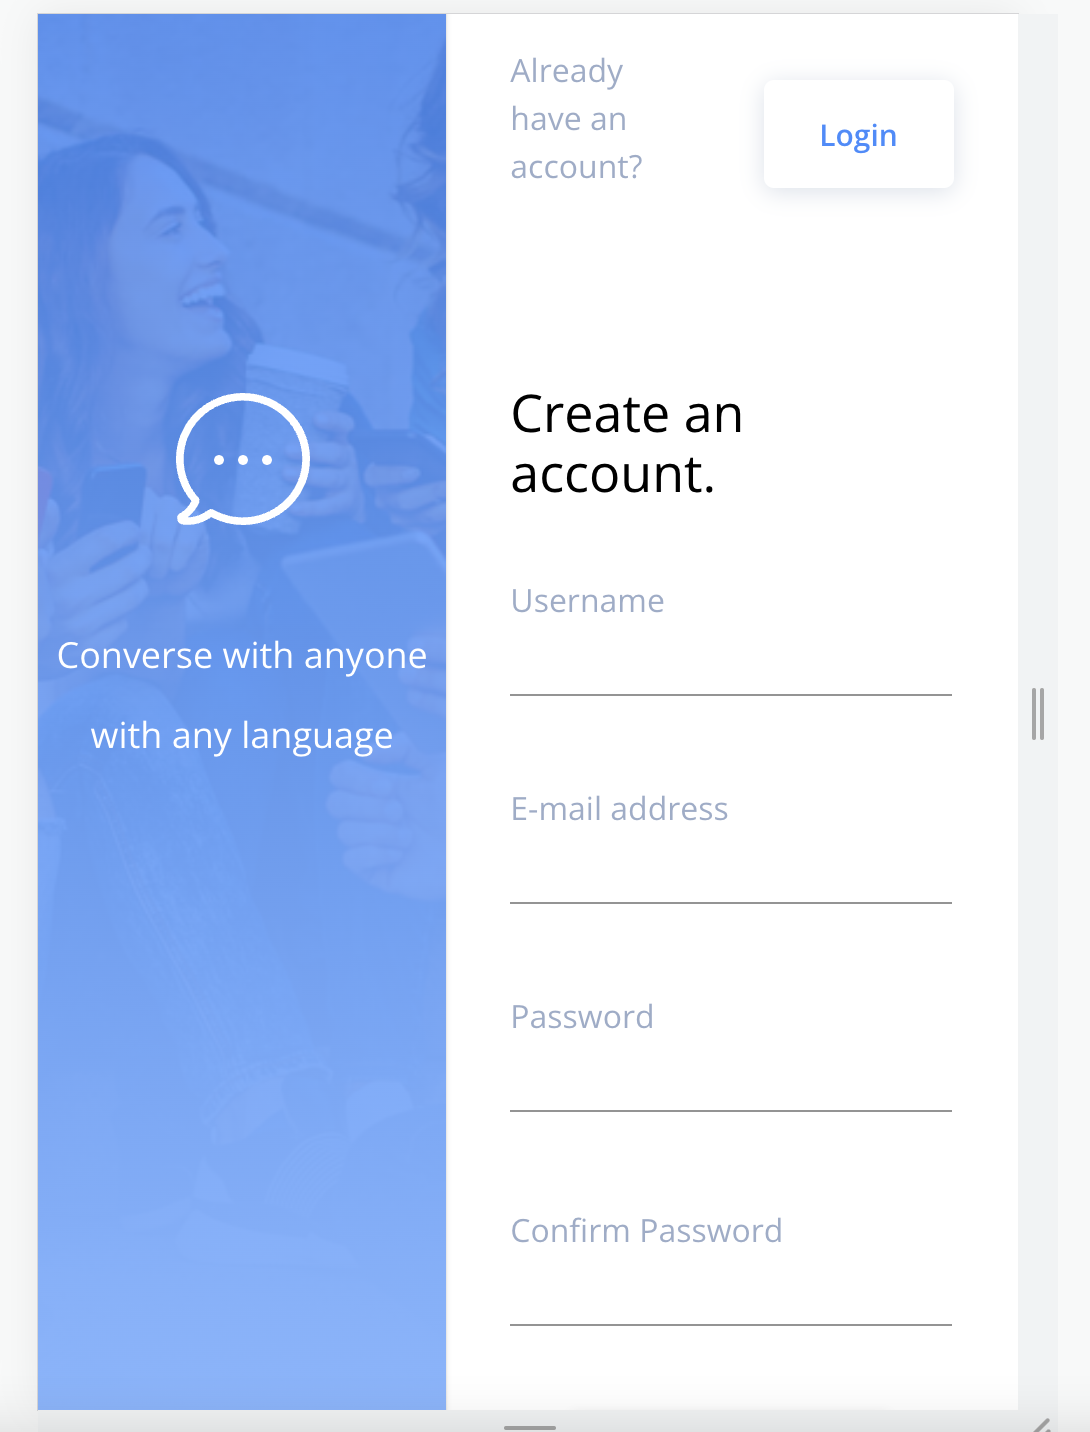 Already
have an
account?
Login
Converse with anyone
with any language
Create an
account.
Username
E-mail address
Password
Confirm Password